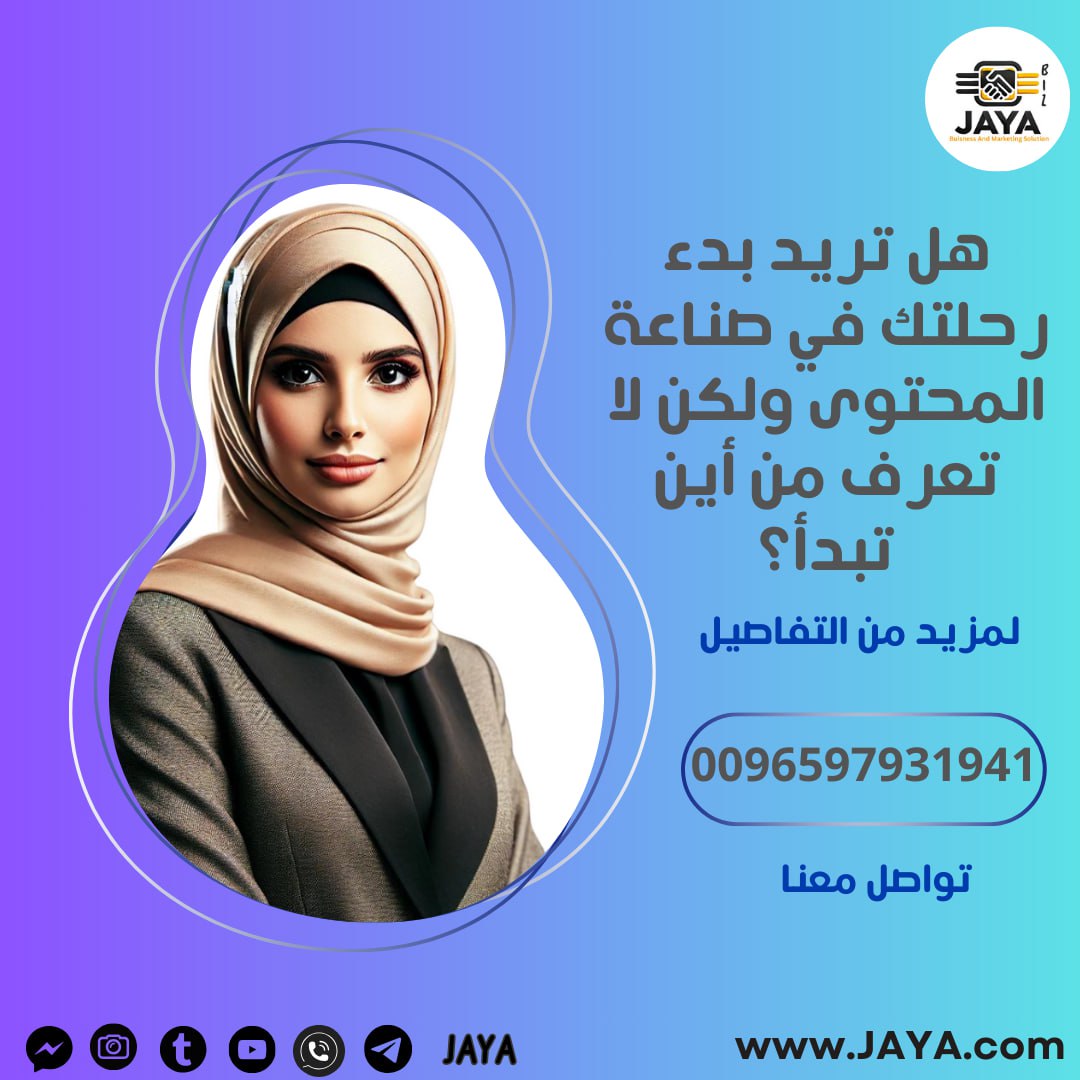 BIZ
JAYA
Buisness And Marketing Solution
هل تريد بدء
رحلتك في صناعة
المحتوى ولكن لا
تعرف من أين
تبدأ؟
لمزيد من التفاصيل
0096597931941
تواصل معنا
JAYA
www.JAYA.com